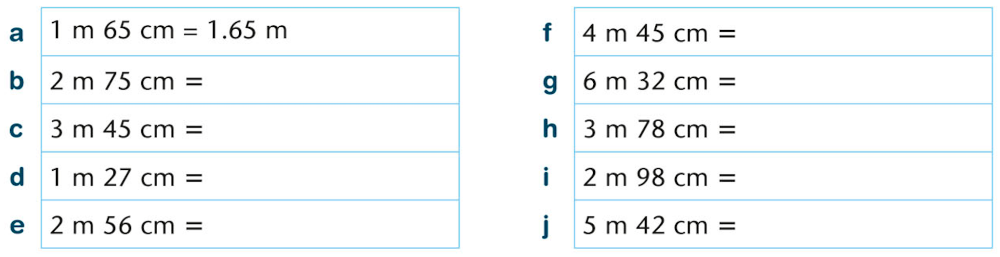 a 1 m 65 cm = 1.65 m
b 2 m 75 cm =
c 3 m 45 cm =
d 1 m 27 cm =
e 2 m 56 cm =
f 4 m 45 cm =
g 6 m 32 cm =
h 3 m 78 cm =
i 2 m 98 cm =
j 5 m 42 cm =